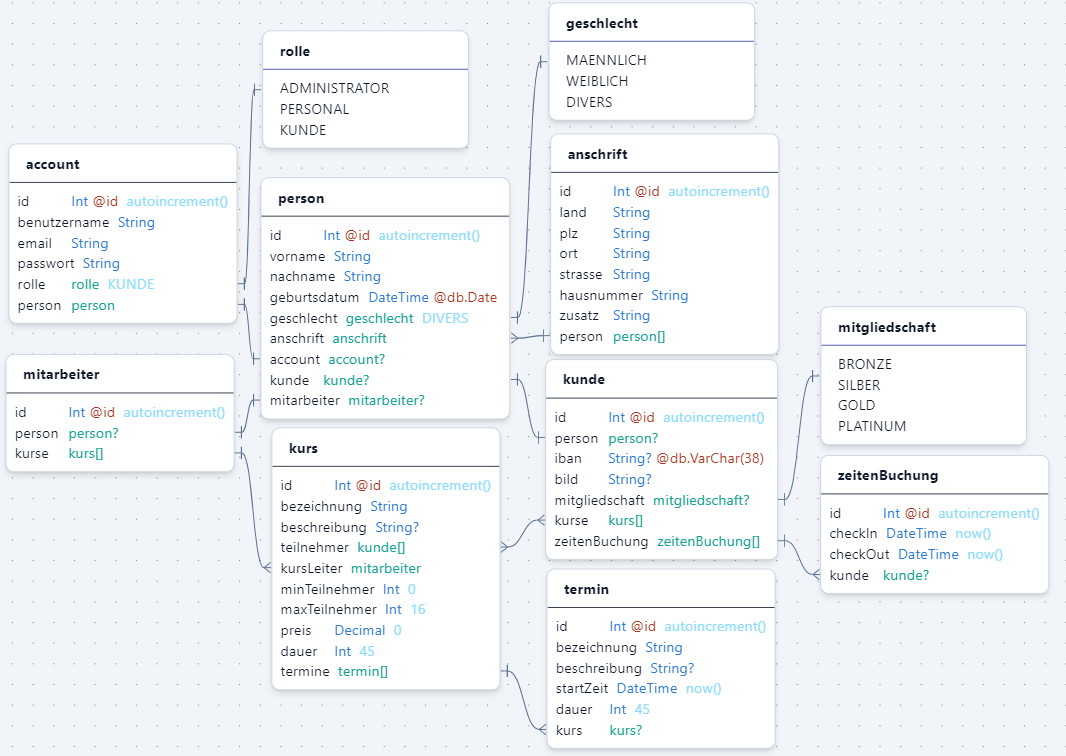 geschlecht
MAENNLICH
WEIBLICH
DIVERS
rolle
ADMINISTRATOR
PERSONAL
KUNDE
anschrift
id Int @id autoincrement()
land String
plz String
ort String
strasse String
hausnummer String
zusatz String
person person[]
account
id Int @id autoincrement()
benutzername String
email String
passwort String
rolle rolle KUNDE
person person
person
id Int @id autoincrement()
vorname String
nachname String
geburtsdatum DateTime @db.Date
geschlecht geschlecht DIVERS
anschrift anschrift
account account?
kunde kunde?
mitarbeiter mitarbeiter?
mitgliedschaft
BRONZE
SILBER
GOLD
PLATINUM
mitarbeiter
id Int @id autoincrement()
person person?
kurse kurs[]
kunde
id Int @id autoincrement()
person person?
iban String? @db.VarChar(38)
bild String?
mitgliedschaft mitgliedschaft?
kurse kurs[]
zeitenBuchung zeitenBuchung[]
kurs
id Int @id autoincrement()
bezeichnung String
beschreibung String?
teilnehmer kunde[]
kursLeiter mitarbeiter
minTeilnehmer Int 0
maxTeilnehmer Int 16
preis Decimal 0
dauer Int 45
termine termin[]
zeitenBuchung
id Int @id autoincrement()
checkIn DateTime now()
checkOut DateTime now()
kunde kunde?
termin
id Int @id autoincrement()
bezeichnung String
beschreibung String?
startZeit DateTime now()
dauer Int 45
kurs kurs?